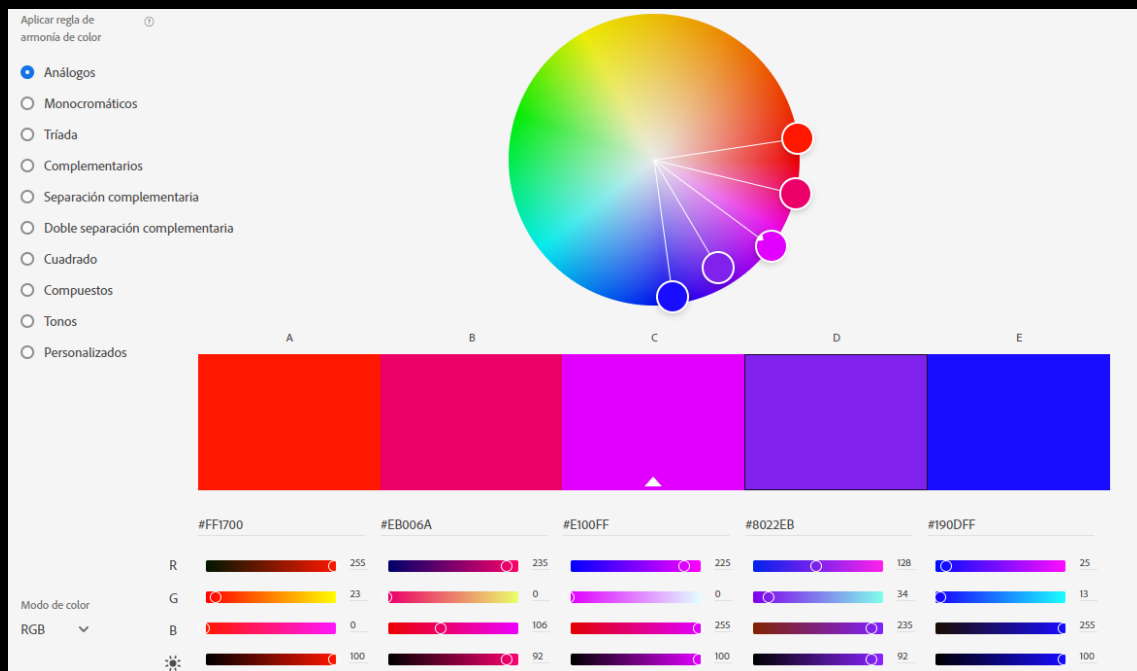 Aplicar regla de
armonía de color
Análogos
Monocromáticos
Tríada
Complementarios
Separación complementaria
Doble separación complementaria
Cuadrado
Compuestos
Tonos
Personalizados
A B C D E
#FF1700 #EB006A #E100FF #8022EB #190DFF
R 255 235 225 128 25
G 23 0 0 34 13
Modo de color
RGB
B 0 106 255 235 255
100 92 100 92 100